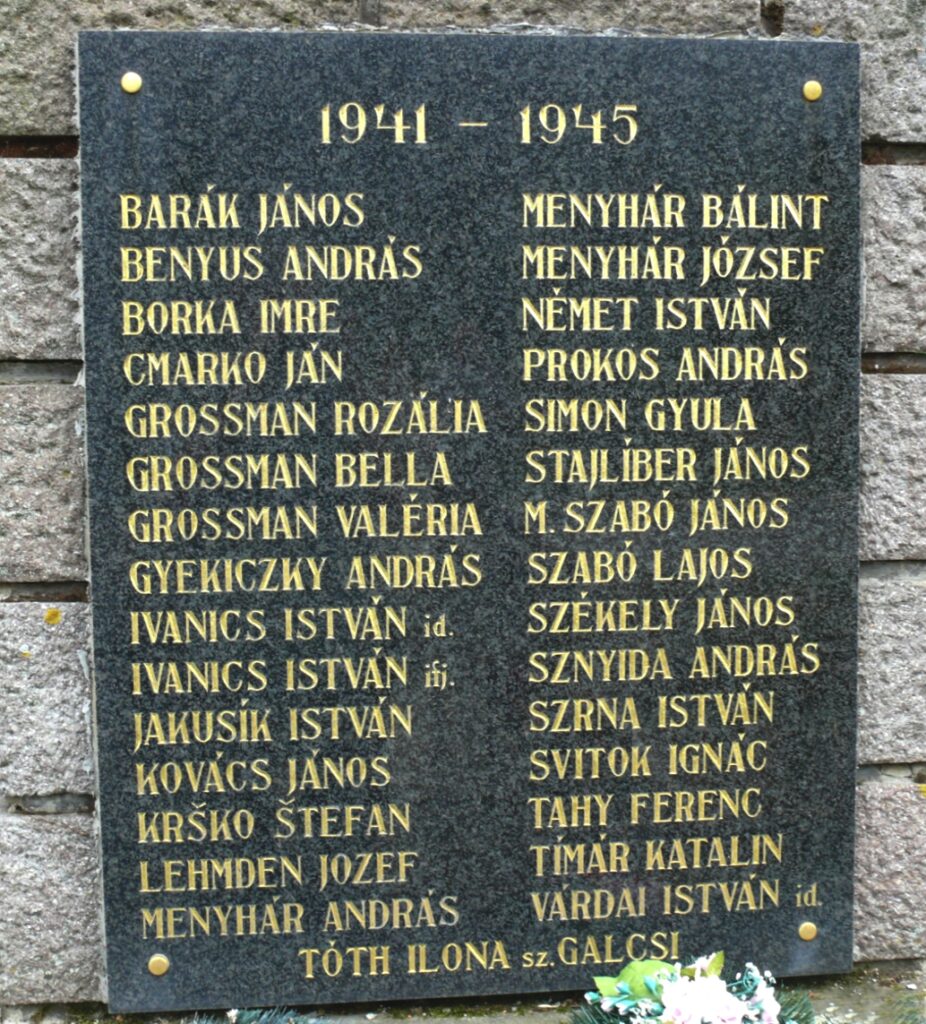 1941 – 1945
BARÁK JÁNOS
BENYUS ANDRÁS
BORKA IMRE
CMARKO JÁN
GROSSMAN ROZÁLIA
GROSSMAN BELLA
GROSSMAN VALÉRIA
GYEKICZKY ANDRÁS
IVANICS ISTVÁN id.
IVANICS ISTVÁN ifj.
JAKUSÍK ISTVÁN
KOVÁCS JÁNOS
KRŠKO ŠTEFAN
LEHMDEN JOZEF
MENYHÁR ANDRÁS
MENYHÁR BÁLINT
MENYHÁR JÓZSEF
NÉMET ISTVÁN
PROKOS ANDRÁS
SIMON GYULA
STAJLÍBER JÁNOS
M. SZABÓ JÁNOS
SZABÓ LAJOS
SZÉKELY JÁNOS
SZNYIDA ANDRÁS
SZRNA ISTVÁN
SVITOK IGNÁC
TAHY FERENC
TÍMÁR KATALIN
VÁRDAI ISTVÁN id.
TÓTH ILONA sz. GALCSI